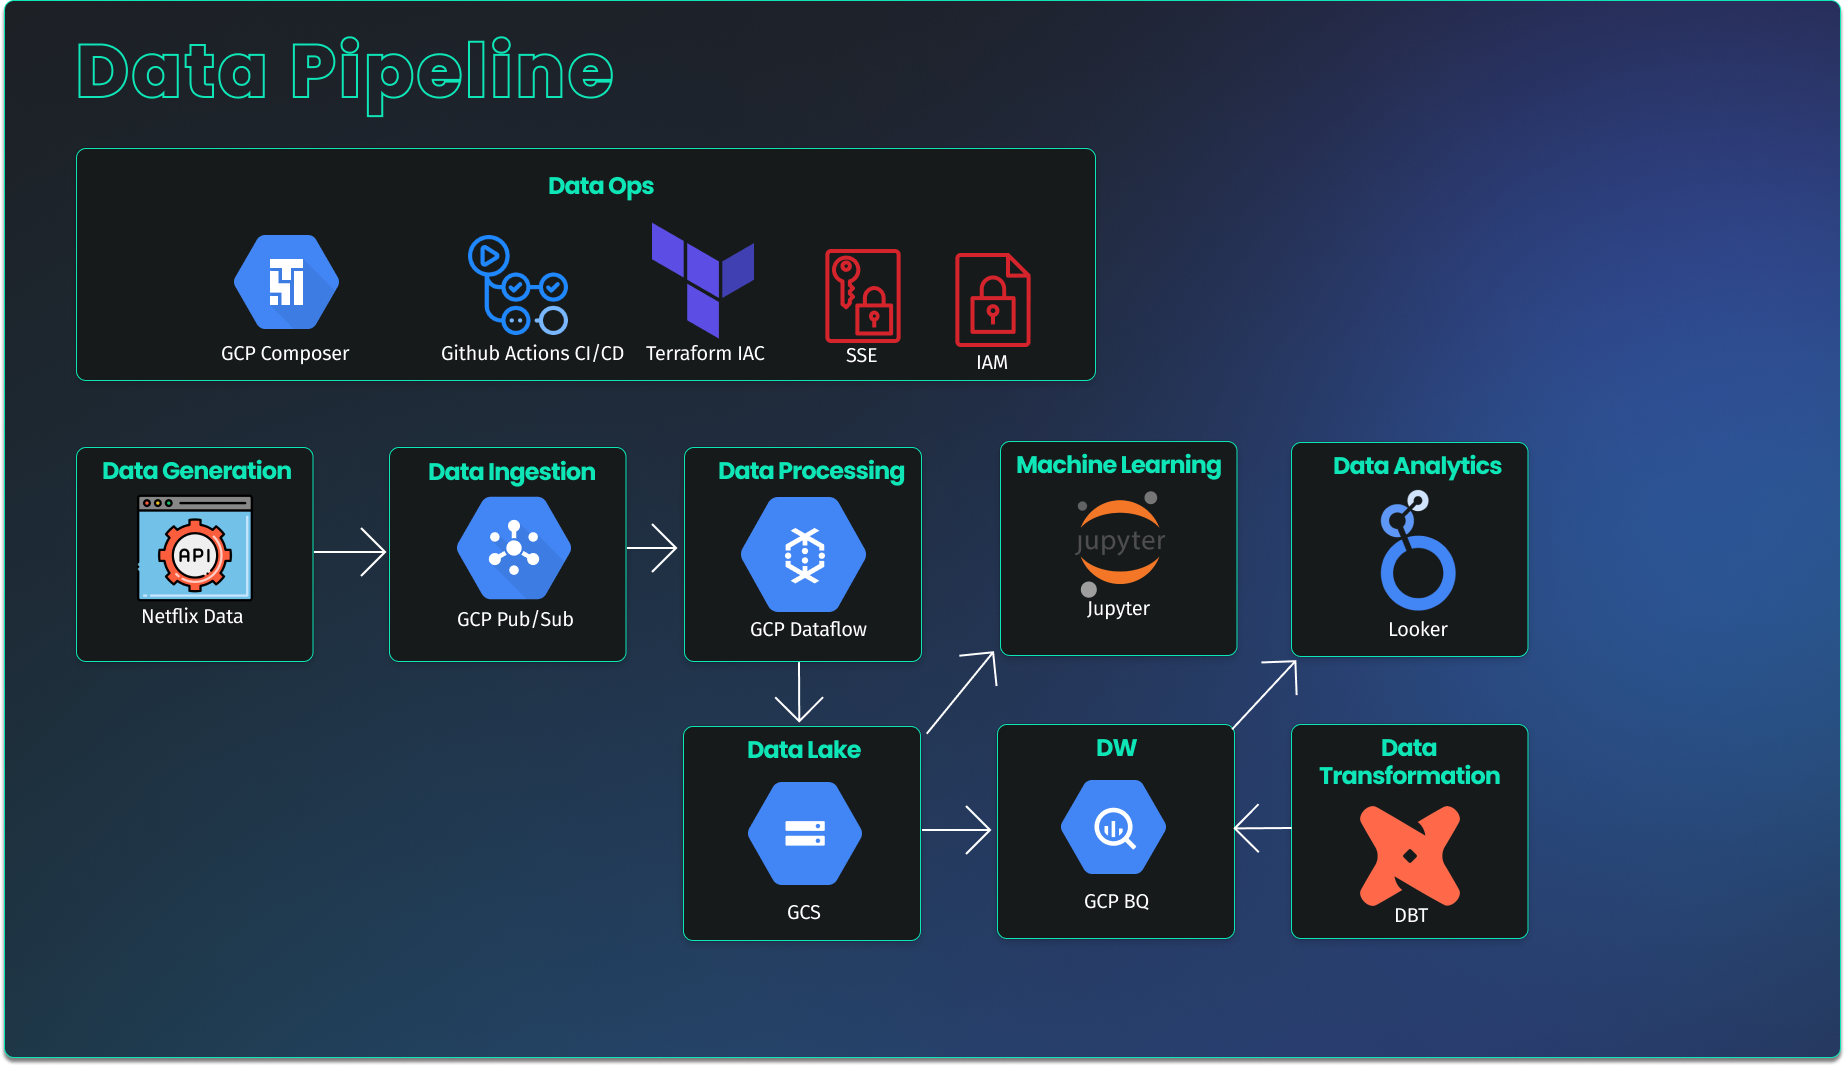 Data Pipeline
Data Ops
GCP Composer
Github Actions CI/CD
Terraform IAC
SSE
IAM
Data Generation
API
Netflix Data
Data Ingestion
GCP Pub/Sub
Data Processing
GCP Dataflow
Machine Learning
jupyter
Jupyter
Data Analytics
Looker
Data Lake
GCS
DW
GCP BQ
Data
Transformation
DBT